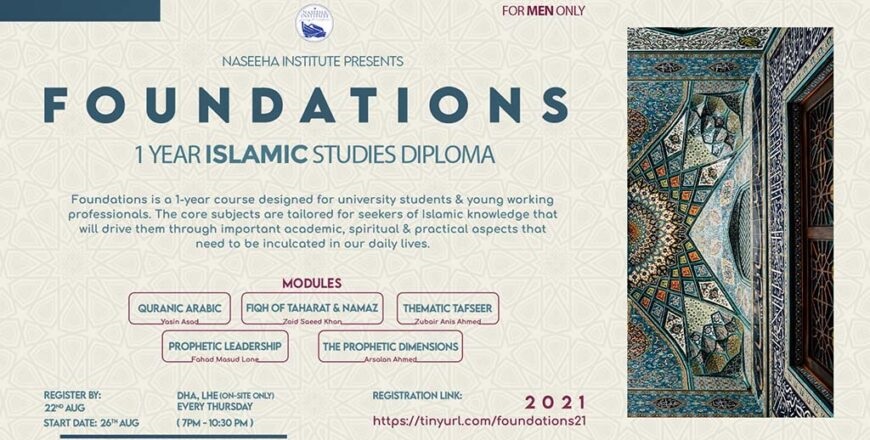 FOR MEN ONLY
NASEEHA
INSTITUTE
NASEEHA INSTITUTE PRESENTS
FOUNDATIONS
1 YEAR ISLAMIC STUDIES DIPLOMA
Foundations is a 1-year course designed for university students & young working
professionals. The core subjects are tailored for seekers of Islamic knowledge that
will drive them through important academic, spiritual & practical aspects that
need to be inculcated in our daily lives.
MODULES
QURANIC ARABIC
Yasin Asad
FIQH OF TAHARAT & NAMAZ
Zaid Saeed Khan
THEMATIC TAFSEER
Zubair Anis Ahmed
PROPHETIC LEADERSHIP
Fahad Masud Lone
THE PROPHETIC DIMENSIONS
Arsalan Ahmed
REGISTER BY:
22ND AUG
START DATE: 26TH AUG
DHA, LHE (ON-SITE ONLY)
EVERY THURSDAY
( 7PM - 10:30 PM )
REGISTRATION LINK:
2021
https://tinyurl.com/foundations21